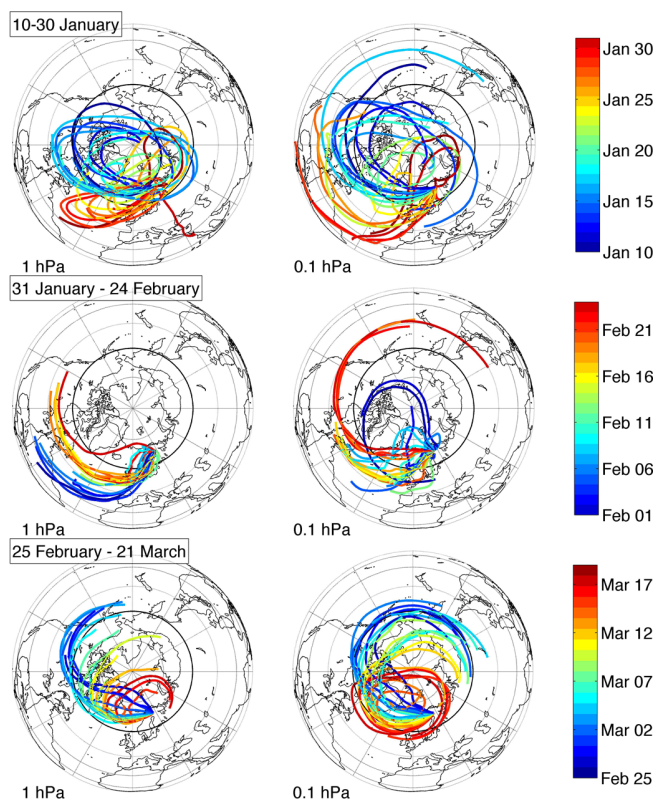 10-30 January
1 hPa
0.1 hPa
Jan 30
Jan 25
Jan 20
Jan 15
Jan 10
31 January - 24 February
1 hPa
0.1 hPa
Feb 21
Feb 16
Feb 11
Feb 06
Feb 01
25 February - 21 March
1 hPa
0.1 hPa
Mar 17
Mar 12
Mar 07
Mar 02
Feb 25